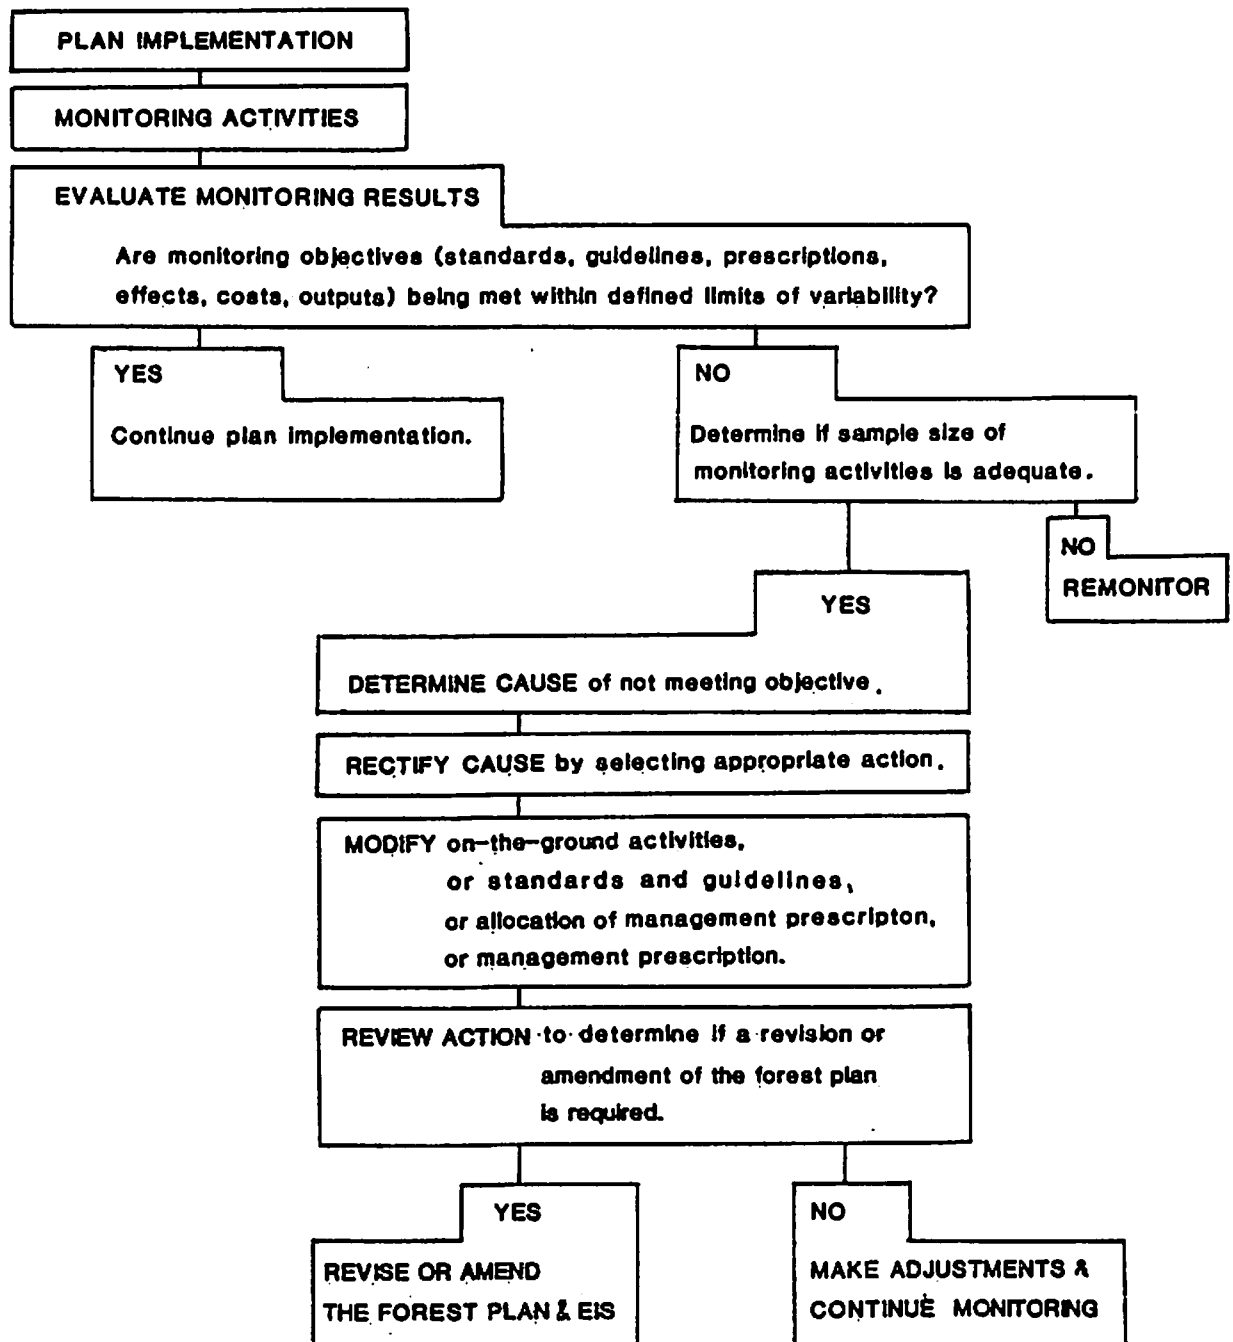 PLAN IMPLEMENTATION
MONITORING ACTIVITIES
EVALUATE MONITORING RESULTS
Are monitoring objectives (standards, guidelines, prescriptions,
effects, costs, outputs) being met within defined limits of variability?
YES
Continue plan implementation.
NO
Determine if sample size of
monitoring activities is adequate.
NO
REMONITOR
YES
DETERMINE CAUSE of not meeting objective.
RECTIFY CAUSE by selecting appropriate action.
MODIFY on-the-ground activities,
or standards and guidelines,
or allocation of management prescripton,
or management prescription.
REVIEW ACTION to determine if a revision or
amendment of the forest plan
is required.
YES
REVISE OR AMEND
THE FOREST PLAN & EIS
NO
MAKE ADJUSTMENTS &
CONTINUE MONITORING